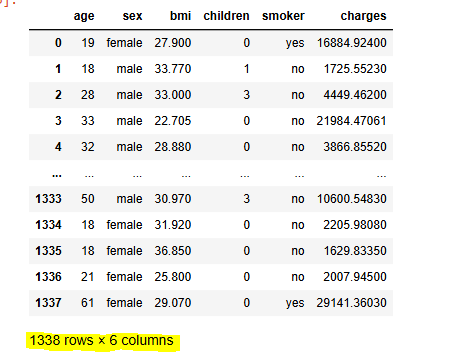 ]:
age sex bmi children smoker charges
0 19 female 27.900 0 yes 16884.92400
1 18 male 33.770 1 no 1725.55230
2 28 male 33.000 3 no 4449.46200
3 33 male 22.705 0 no 21984.47061
4 32 male 28.880 0 no 3866.85520
... ... ... ... ... ... ...
1333 50 male 30.970 3 no 10600.54830
1334 18 female 31.920 0 no 2205.98080
1335 18 female 36.850 0 no 1629.83350
1336 21 female 25.800 0 no 2007.94500
1337 61 female 29.070 0 yes 29141.36030
1338 rows × 6 columns